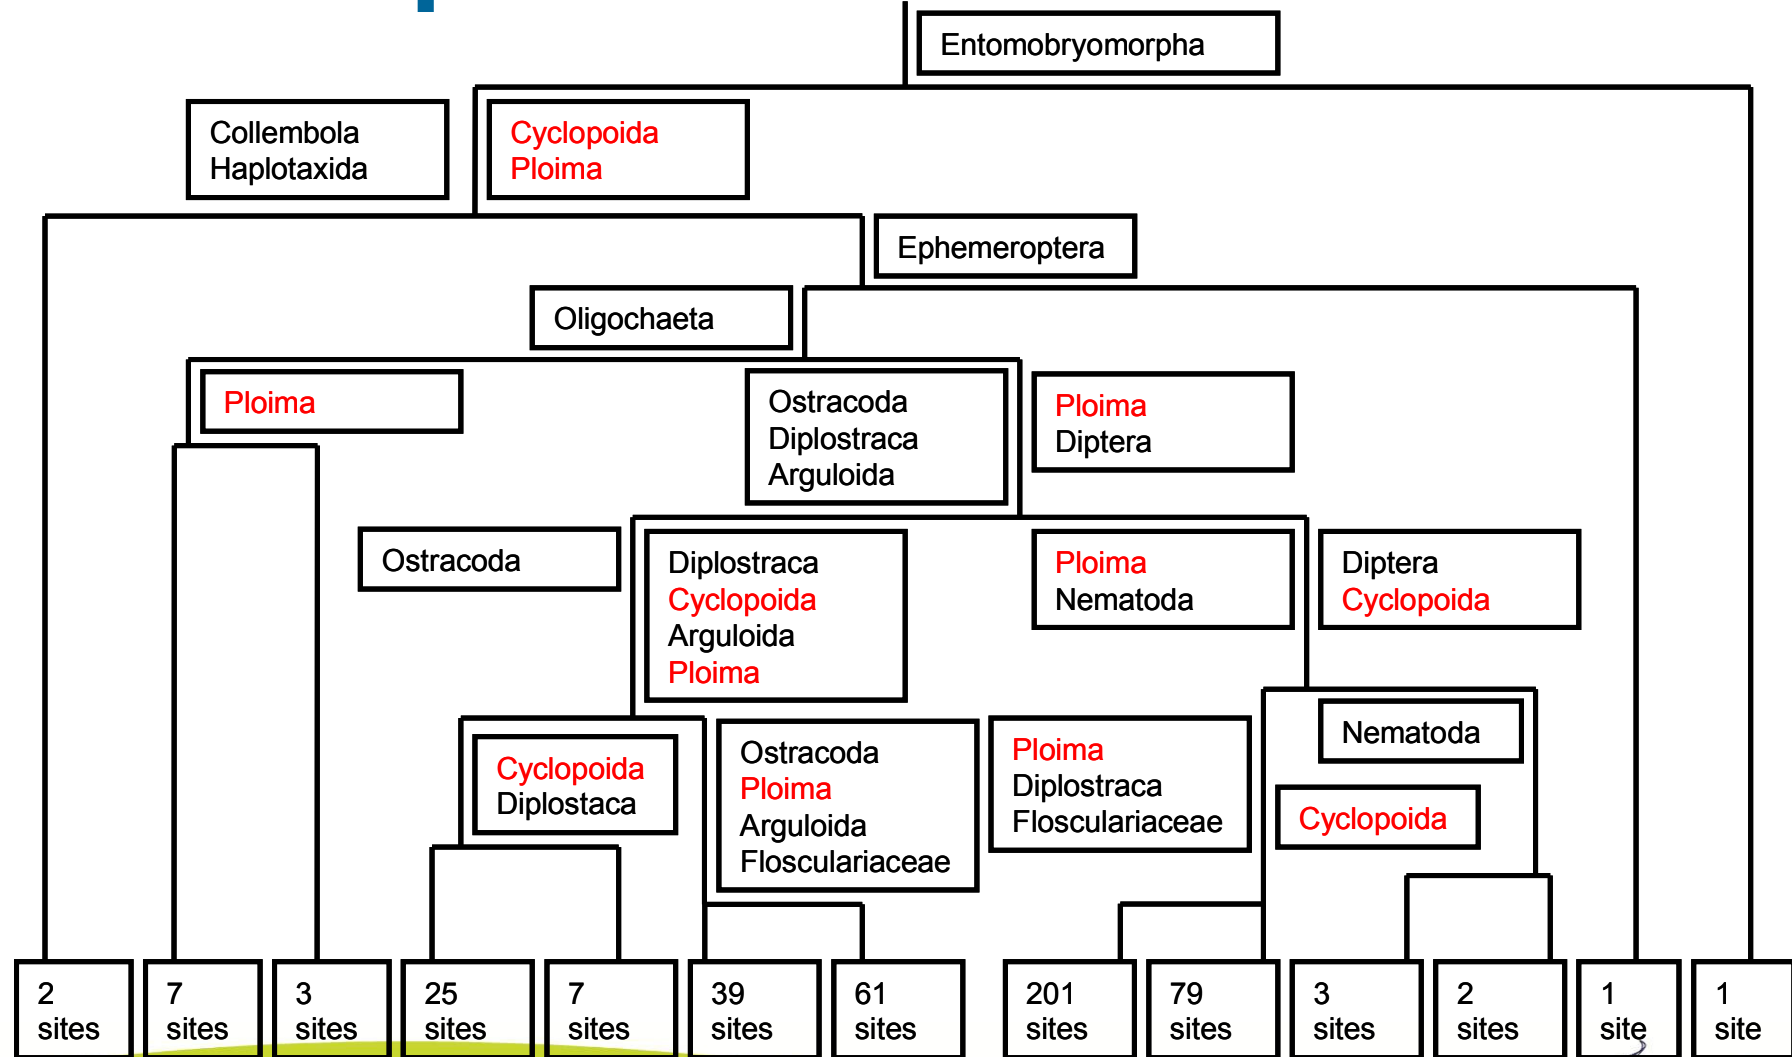 Entomobryomorpha
Collembola
Haplotaxida
Cyclopoida
Ploima
Ephemeroptera
Oligochaeta
Ploima
Ostracoda
Diplostraca
Arguloida
Ploima
Diptera
Ostracoda
Diplostraca
Cyclopoida
Arguloida
Ploima
Ploima
Nematoda
Diptera
Cyclopoida
Cyclopoida
Diplostaca
Ostracoda
Ploima
Arguloida
Flosculariaceae
Ploima
Diplostraca
Flosculariaceae
Nematoda
Cyclopoida
2
sites
7
sites
3
sites
25
sites
7
sites
39
sites
61
sites
201
sites
79
sites
3
sites
2
sites
1
site
1
site